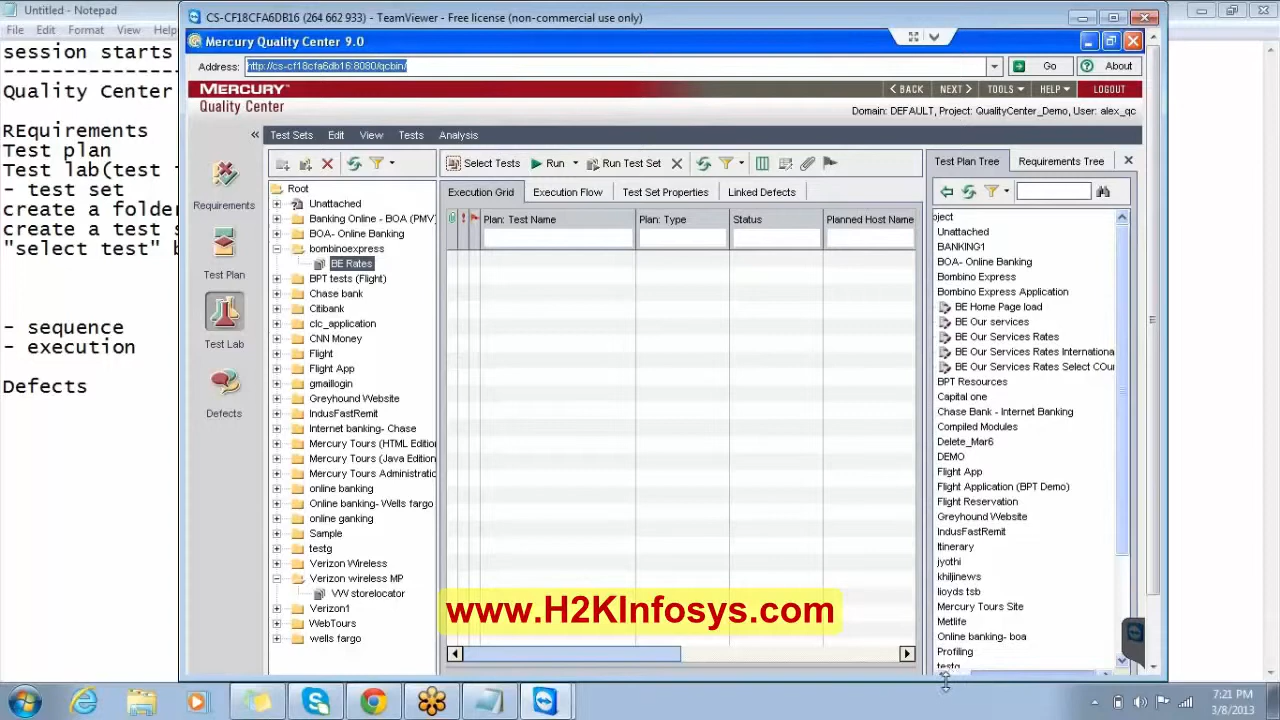 Untitled - Notepad
File Edit Format View
session starts
Quality Center
REquirements
Test plan
Test lab(test
- test set
create a folder
create a test s
"select test" b
- sequence
- execution
Defects
CS-CF18CFA6DB16 (264 662 933) - TeamViewer - Free license (non-commercial use only)
Mercury Quality Center 9.0
Address: http://cs-cf18cfa6db16:8080/qcbin/ Go About
MERCURY
Quality Center
BACK NEXT TOOLS HELP LOGOUT
Domain: DEFAULT, Project: QualityCenter_Demo, User: alex_qc
« Test Sets Edit View Tests Analysis
Requirements
Test Plan
Test Lab
Defects
Root
Unattached
Banking Online - BOA (PMV)
BOA- Online Banking
bombinoexpress
BE Rates
BPT tests (Flight)
Chase bank
Citibank
clc_application
CNN Money
Flight
Flight App
gmaillogin
Greyhound Website
IndusFastRemit
Internet banking- Chase
Mercury Tours (HTML Edition
Mercury Tours (Java Edition
Mercury Tours Administratio
online banking
Online banking- Wells fargo
online ganking
Sample
testg
Verizon Wireless
Verizon wireless MP
VW storelocator
Verizon1
WebTours
wells fargo
Select Tests Run Run Test Set
Execution Grid Execution Flow Test Set Properties Linked Defects
Plan: Test Name Plan: Type Status Planned Host Name
Test Plan Tree Requirements Tree
bject
Unattached
BANKING1
BOA- Online Banking
Bombino Express
Bombino Express Application
BE Home Page load
BE Our services
BE Our Services Rates
BE Our Services Rates Internationa
BE Our Services Rates Select COur
BPT Resources
Capital one
Chase Bank - Internet Banking
Compiled Modules
Delete_Mar6
DEMO
Flight App
Flight Application (BPT Demo)
Flight Reservation
Greyhound Website
IndusFastRemit
Itinerary
jyothi
khiljinews
lioyds tsb
Mercury Tours Site
Metlife
Online banking- boa
Profiling
testg
www.H2KInfosys.com
7:21 PM
3/8/2013